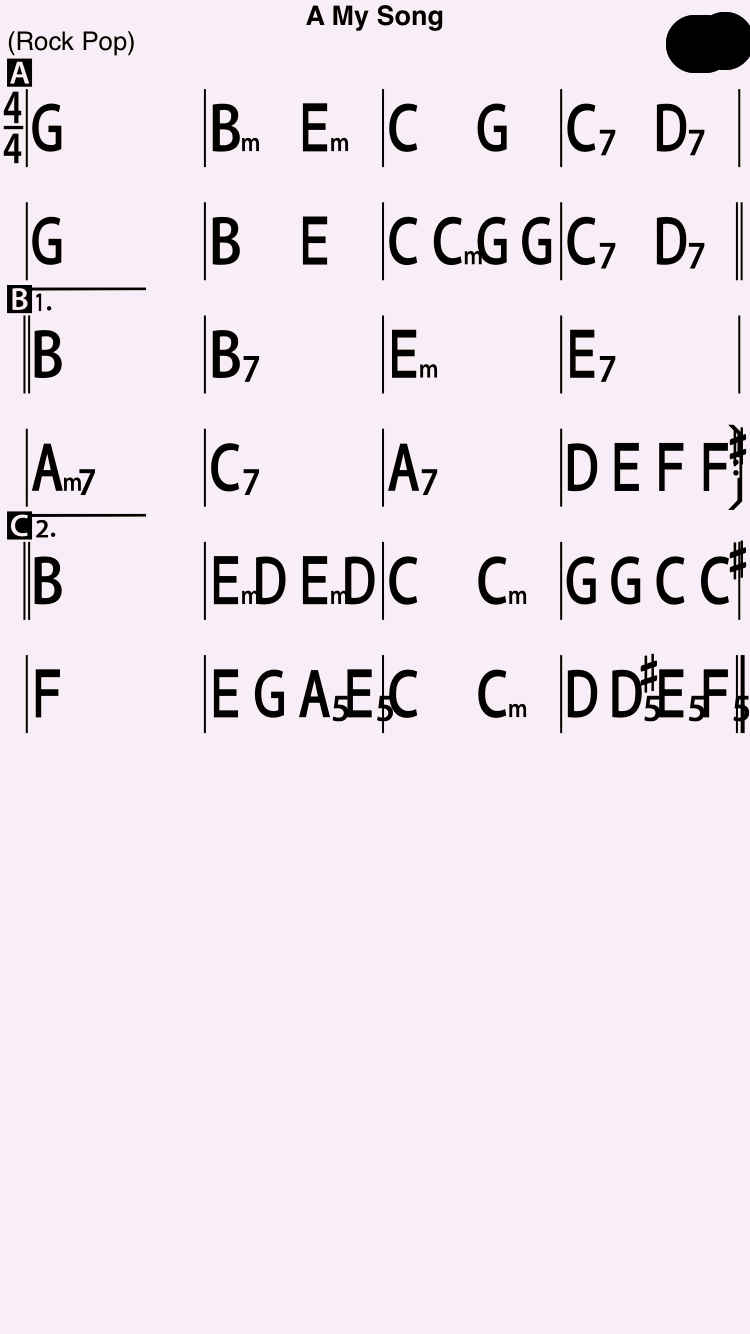 A My Song
(Rock Pop)
A
4/4 G Bm Em C G C7 D7
G B E C Cm G G C7 D7
B 1.
B B7 Em E7
Am7 C7 A7 D E F F#
C 2.
B Em D Em D C Cm G G C C#
F E G A5 E5 C Cm D D#5 E5 F5